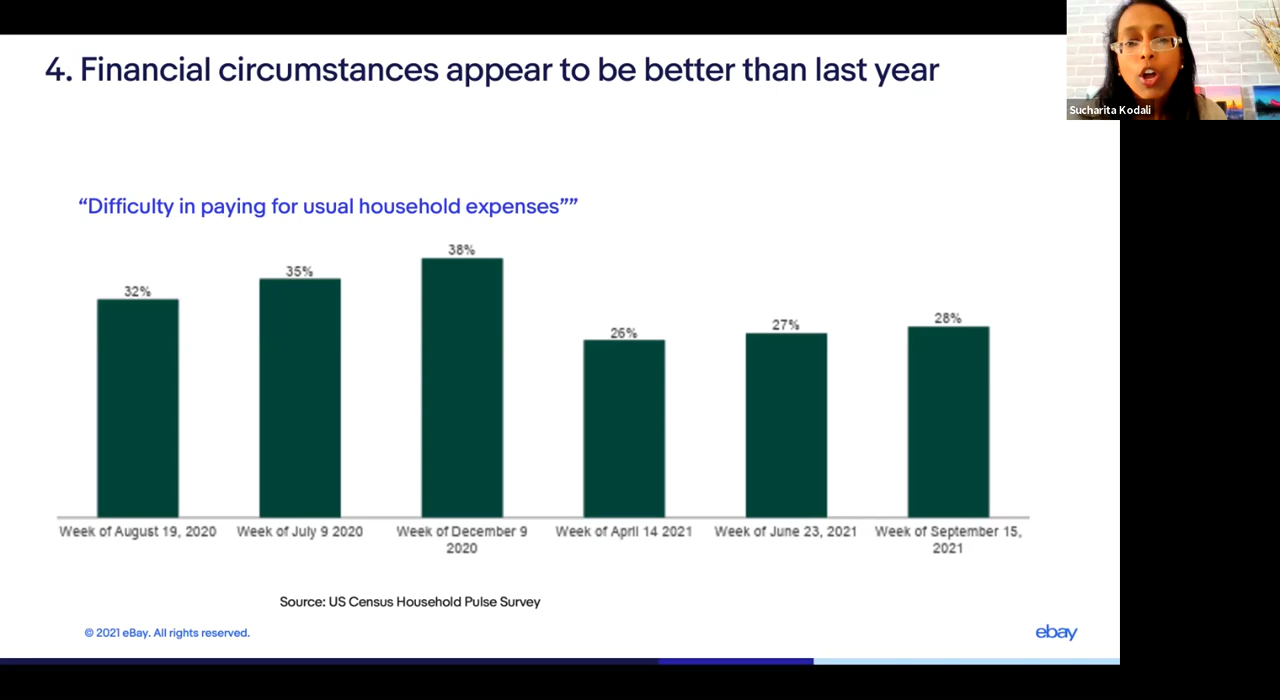 4. Financial circumstances appear to be better than last year
Sucharita Kodali
“Difficulty in paying for usual household expenses””
32%
35%
38%
26%
27%
28%
Week of August 19, 2020
Week of July 9 2020
Week of December 9
2020
Week of April 14 2021
Week of June 23, 2021
Week of September 15,
2021
Source: US Census Household Pulse Survey
© 2021 eBay. All rights reserved.
ebay